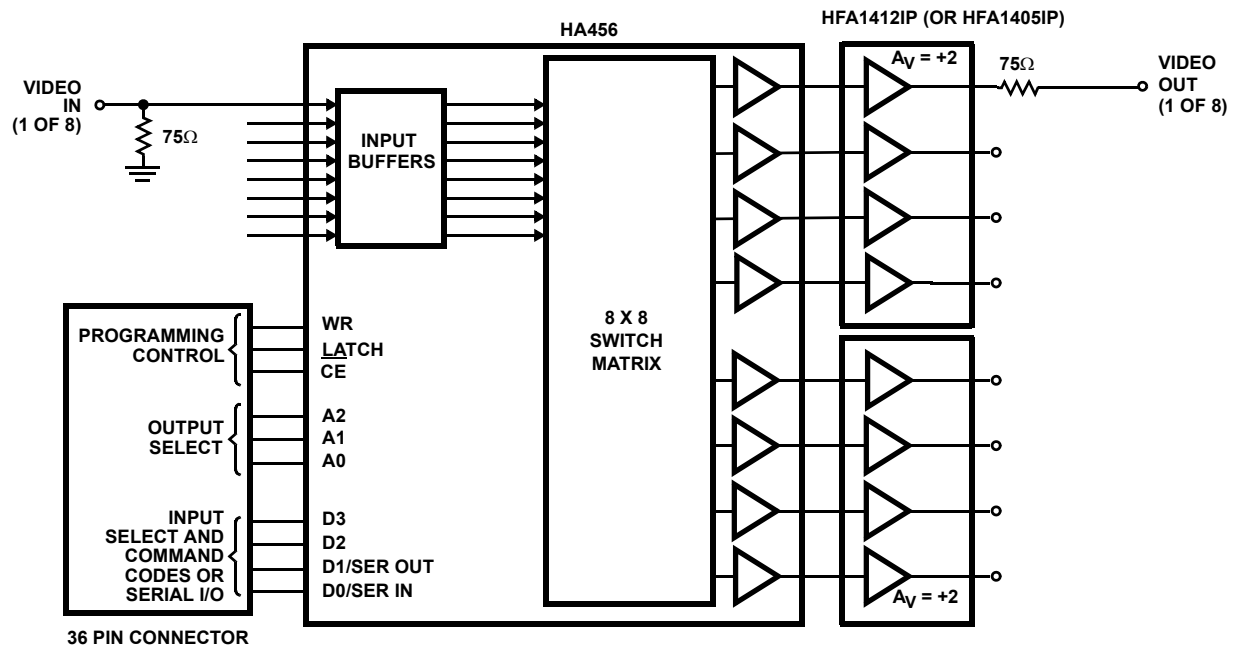 HFA1412IP (OR HFA1405IP)
HA456
AV = +2
75Ω
VIDEO
OUT
(1 OF 8)
VIDEO
IN
(1 OF 8)
75Ω
INPUT
BUFFERS
8 X 8
SWITCH
MATRIX
PROGRAMMING
CONTROL
WR
LATCH
CE
OUTPUT
SELECT
A2
A1
A0
INPUT
SELECT AND
COMMAND
CODES OR
SERIAL I/O
D3
D2
D1/SER OUT
D0/SER IN
AV = +2
36 PIN CONNECTOR